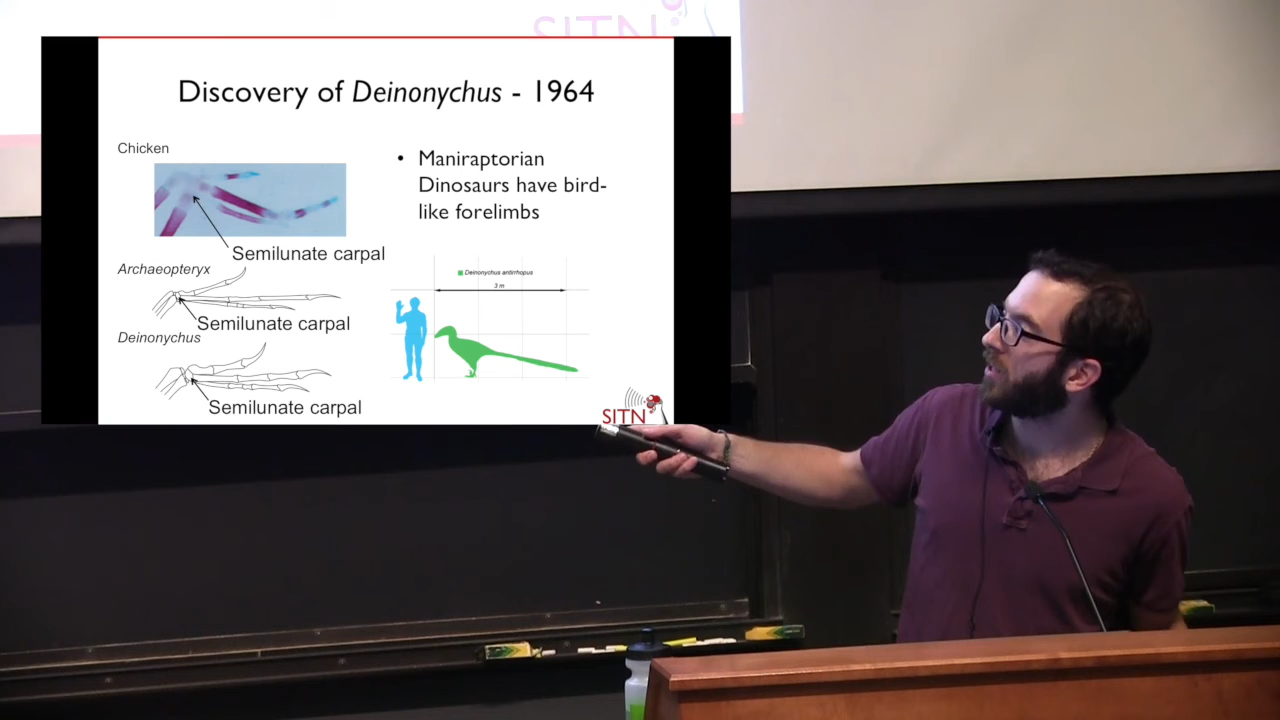 SITN
Discovery of Deinonychus - 1964
Chicken
Semilunate carpal
Archaeopteryx
Semilunate carpal
Deinonychus
Semilunate carpal
• Maniraptorian
Dinosaurs have bird-
like forelimbs
Deinonychus antirrhopus
3 m
SITN